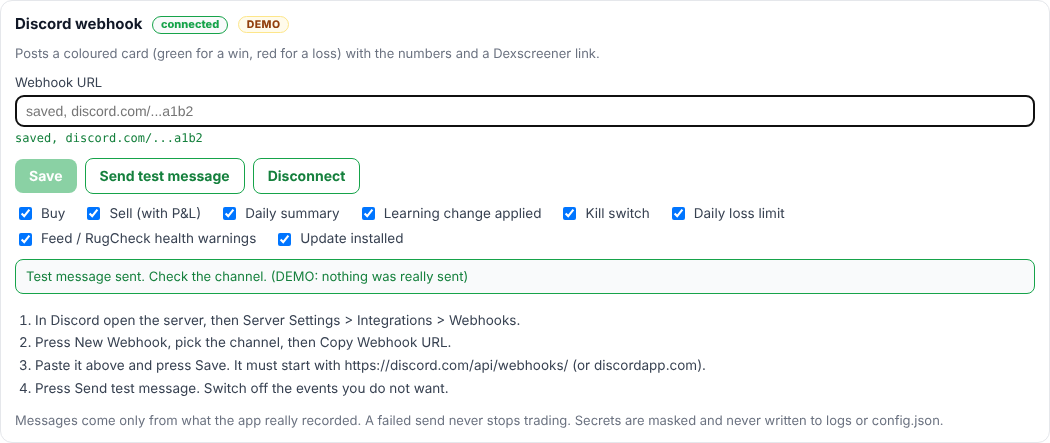 Discord webhook connected DEMO
Posts a coloured card (green for a win, red for a loss) with the numbers and a Dexscreener link.
Webhook URL
saved, discord.com/...a1b2
saved, discord.com/...a1b2
Save Send test message Disconnect
Buy Sell (with P&L) Daily summary Learning change applied Kill switch Daily loss limit
Feed / RugCheck health warnings Update installed
Test message sent. Check the channel. (DEMO: nothing was really sent)
1. In Discord open the server, then Server Settings > Integrations > Webhooks.
2. Press New Webhook, pick the channel, then Copy Webhook URL.
3. Paste it above and press Save. It must start with https://discord.com/api/webhooks/ (or discordapp.com).
4. Press Send test message. Switch off the events you do not want.
Messages come only from what the app really recorded. A failed send never stops trading. Secrets are masked and never written to logs or config.json.